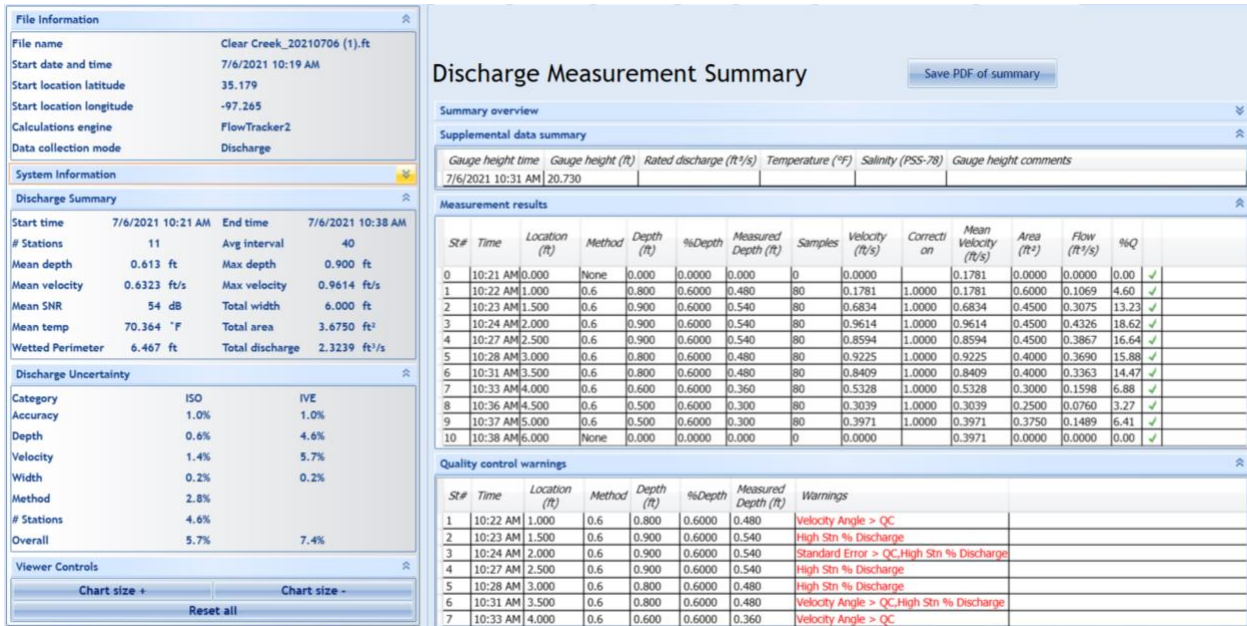 File Information
File name Clear Creek_20210706 (1).ft
Start date and time 7/6/2021 10:19 AM
Start location latitude 35.179
Start location longitude -97.265
Calculations engine FlowTracker2
Data collection mode Discharge
System Information
Discharge Summary
Start time 7/6/2021 10:21 AM End time 7/6/2021 10:38 AM
# Stations 11 Avg interval 40
Mean depth 0.613 ft Max depth 0.900 ft
Mean velocity 0.6323 ft/s Max velocity 0.9614 ft/s
Mean SNR 54 dB Total width 6.000 ft
Mean temp 70.364 °F Total area 3.6750 ft²
Wetted Perimeter 6.467 ft Total discharge 2.3239 ft³/s
Discharge Uncertainty
Category ISO IVE
Accuracy 1.0% 1.0%
Depth 0.6% 4.6%
Velocity 1.4% 5.7%
Width 0.2% 0.2%
Method 2.8%
# Stations 4.6%
Overall 5.7% 7.4%
Viewer Controls
Chart size + Chart size -
Reset all
Discharge Measurement Summary
Save PDF of summary
Summary overview
Supplemental data summary
Gauge height time Gauge height (ft) Rated discharge (ft³/s) Temperature (°F) Salinity (PSS-78) Gauge height comments
7/6/2021 10:31 AM 20.730
Measurement results
St# Time Location (ft) Method Depth (ft) %Depth Measured Depth (ft) Samples Velocity (ft/s) Correcti on Mean Velocity (ft/s) Area (ft²) Flow (ft³/s) %Q
0 10:21 AM 0.000 None 0.000 0.0000 0.000 0 0.0000 0.1781 0.0000 0.0000 0.00 ✓
1 10:22 AM 1.000 0.6 0.800 0.6000 0.480 80 0.1781 1.0000 0.1781 0.6000 0.1069 4.60 ✓
2 10:23 AM 1.500 0.6 0.900 0.6000 0.540 80 0.6834 1.0000 0.6834 0.4500 0.3075 13.23 ✓
3 10:24 AM 2.000 0.6 0.900 0.6000 0.540 80 0.9614 1.0000 0.9614 0.4500 0.4326 18.62 ✓
4 10:27 AM 2.500 0.6 0.900 0.6000 0.540 80 0.8594 1.0000 0.8594 0.4500 0.3867 16.64 ✓
5 10:28 AM 3.000 0.6 0.800 0.6000 0.480 80 0.9225 1.0000 0.9225 0.4000 0.3690 15.88 ✓
6 10:31 AM 3.500 0.6 0.800 0.6000 0.480 80 0.8409 1.0000 0.8409 0.4000 0.3363 14.47 ✓
7 10:33 AM 4.000 0.6 0.600 0.6000 0.360 80 0.5328 1.0000 0.5328 0.3000 0.1598 6.88 ✓
8 10:36 AM 4.500 0.6 0.500 0.6000 0.300 80 0.3039 1.0000 0.3039 0.2500 0.0760 3.27 ✓
9 10:37 AM 5.000 0.6 0.500 0.6000 0.300 80 0.3971 1.0000 0.3971 0.3750 0.1489 6.41 ✓
10 10:38 AM 6.000 None 0.000 0.0000 0.000 0 0.0000 0.3971 0.0000 0.0000 0.00 ✓
Quality control warnings
St# Time Location (ft) Method Depth (ft) %Depth Measured Depth (ft) Warnings
1 10:22 AM 1.000 0.6 0.800 0.6000 0.480 Velocity Angle > QC
2 10:23 AM 1.500 0.6 0.900 0.6000 0.540 High Stn % Discharge
3 10:24 AM 2.000 0.6 0.900 0.6000 0.540 Standard Error > QC,High Stn % Discharge
4 10:27 AM 2.500 0.6 0.900 0.6000 0.540 High Stn % Discharge
5 10:28 AM 3.000 0.6 0.800 0.6000 0.480 High Stn % Discharge
6 10:31 AM 3.500 0.6 0.800 0.6000 0.480 Velocity Angle > QC,High Stn % Discharge
7 10:33 AM 4.000 0.6 0.600 0.6000 0.360 Velocity Angle > QC